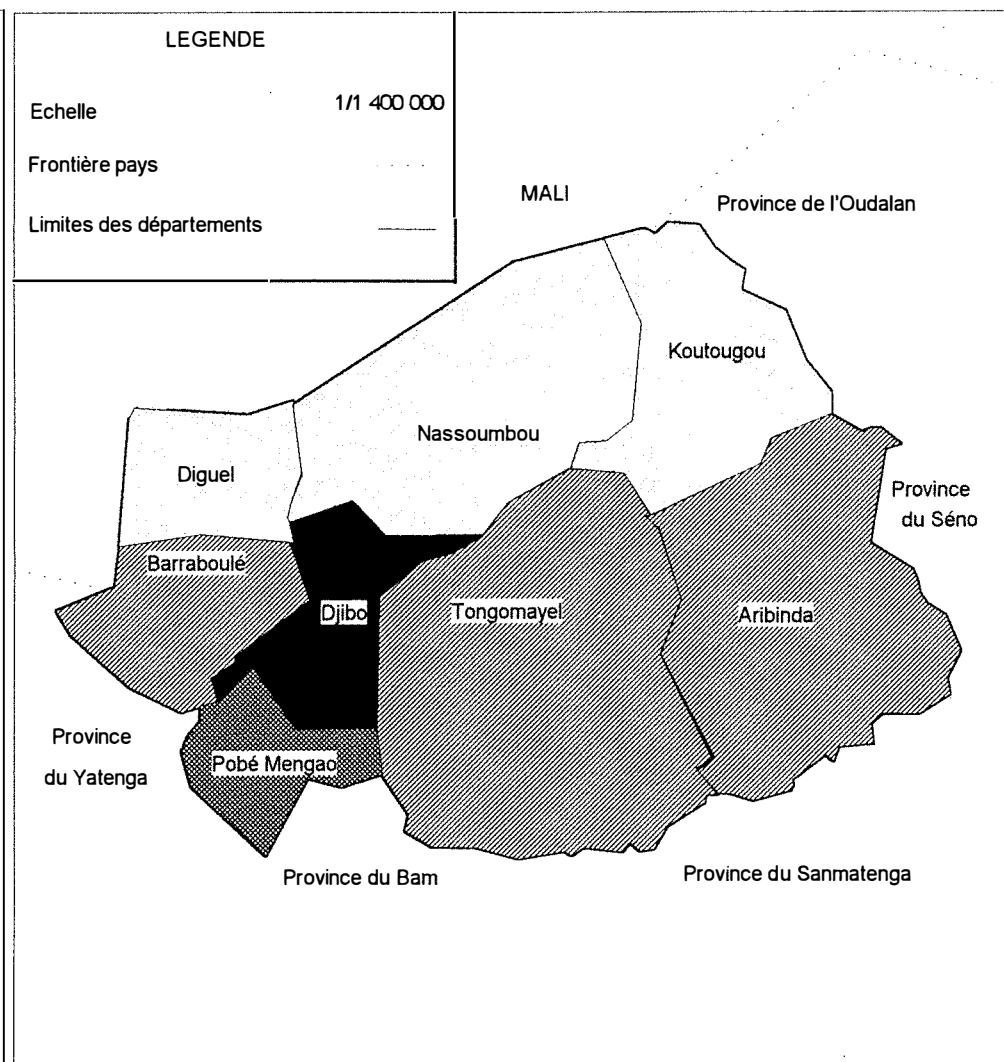 LEGENDE
Echelle 1/1 400 000
Frontière pays
Limites des départements
MALI
Province de l'Oudalan
Koutougou
Nassoumbou
Diguel
Province
du Séno
Barraboulé
Djibo
Tongomayel
Aribinda
Province
du Yatenga
Pobé Mengao
Province du Bam
Province du Sanmatenga